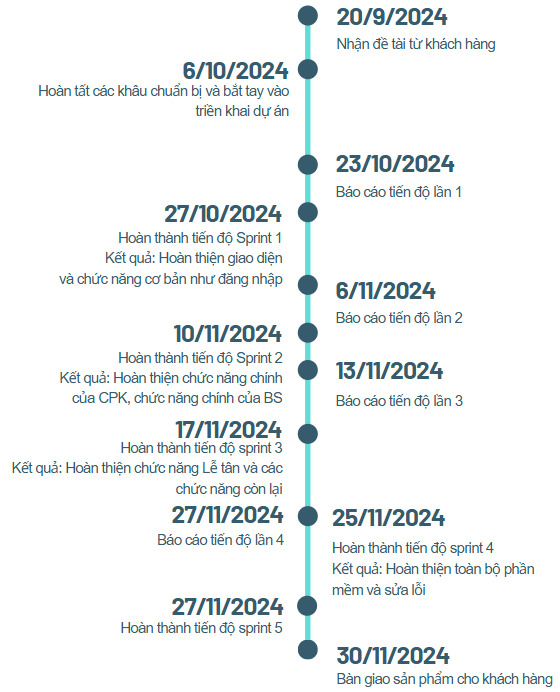 20/9/2024
Nhận đề tài từ khách hàng
6/10/2024
Hoàn tất các khâu chuẩn bị và bắt tay vào
triền khai dự án
23/10/2024
Báo cáo tiến độ lần 1
27/10/2024
Hoàn thành tiến độ Sprint 1
Kết quả: Hoàn thiện giao diện
và chức năng cơ bản như đăng nhập
6/11/2024
Báo cáo tiến độ lần 2
10/11/2024
Hoàn thành tiến độ Sprint 2
Kết quả: Hoàn thiện chức năng chính
của CPK, chức năng chính của BS
13/11/2024
Báo cáo tiến độ lần 3
17/11/2024
Hoàn thành tiến độ sprint 3
Kết quả: Hoàn thiện chức năng Lễ tân và các
chức năng còn lại
27/11/2024
Báo cáo tiến độ lần 4
25/11/2024
Hoàn thành tiến độ sprint 4
Kết quả: Hoàn thiện toàn bộ phần
mềm và sửa lỗi
27/11/2024
Hoàn thành tiến độ sprint 5
30/11/2024
Bàn giao sản phẩm cho khách hàng